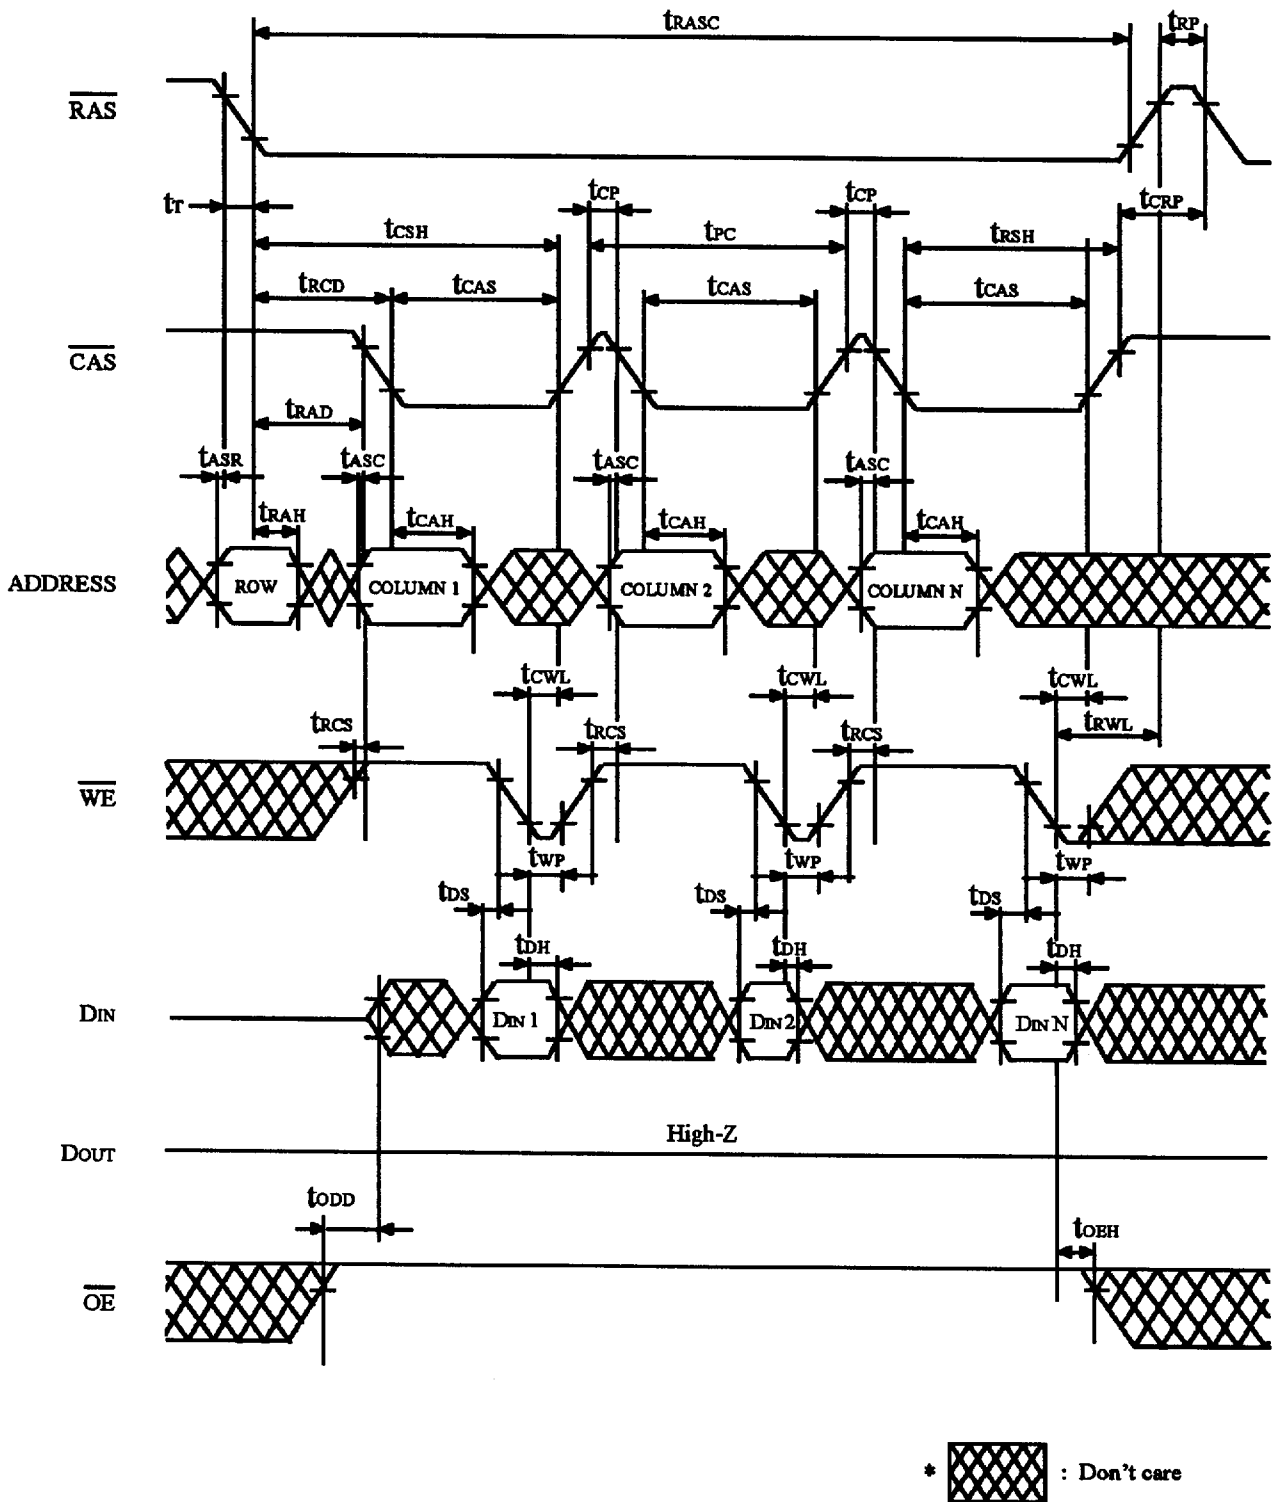 tRASC tRP
RAS
tT tCP tCP tCRP
tCSH tPC tRSH
tRCD tCAS tCAS tCAS
CAS
tRAD
tASR tASC tASC tASC
tRAH tCAH tCAH tCAH
ADDRESS ROW COLUMN 1 COLUMN 2 COLUMN N
tCWL tCWL tCWL
tRCS tRCS tRCS tRWL
WE
tWP tWP tWP
tDS tDS tDS
tDH tDH tDH
DIN DIN 1 DIN 2 DIN N
High-Z
DOUT
tODD
tOEH
OE
* : Don't care